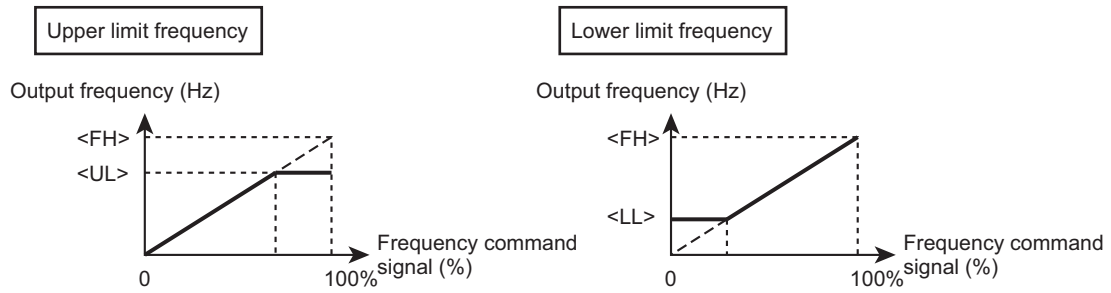 Upper limit frequency
Output frequency (Hz)
<FH>
<UL>
0
100%
Frequency command
signal (%)
Lower limit frequency
Output frequency (Hz)
<FH>
<LL>
0
100%
Frequency command
signal (%)